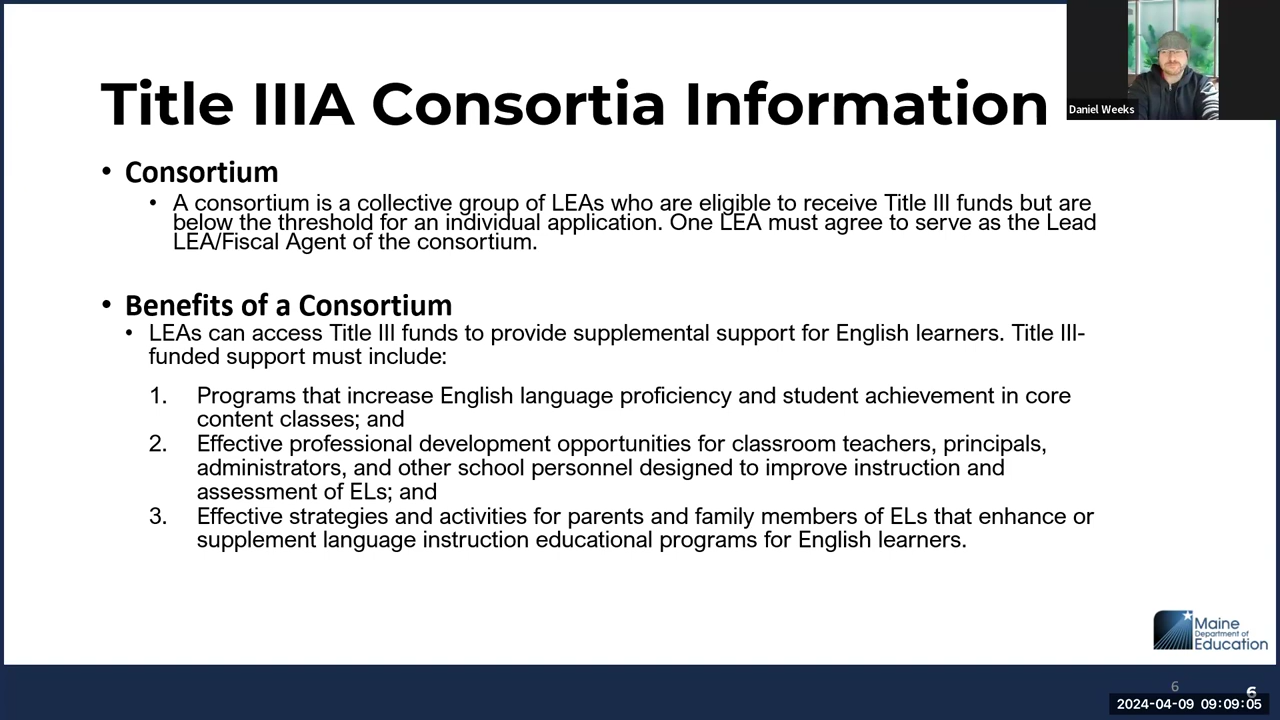 Title IIIA Consortia Information
Daniel Weeks
• Consortium
• A consortium is a collective group of LEAs who are eligible to receive Title III funds but are
below the threshold for an individual application. One LEA must agree to serve as the Lead
LEA/Fiscal Agent of the consortium.
• Benefits of a Consortium
• LEAs can access Title III funds to provide supplemental support for English learners. Title III-
funded support must include:
1. Programs that increase English language proficiency and student achievement in core
content classes; and
2. Effective professional development opportunities for classroom teachers, principals,
administrators, and other school personnel designed to improve instruction and
assessment of ELs; and
3. Effective strategies and activities for parents and family members of ELs that enhance or
supplement language instruction educational programs for English learners.
Maine
Department of
Education
6
6
2024-04-09 09:09:05